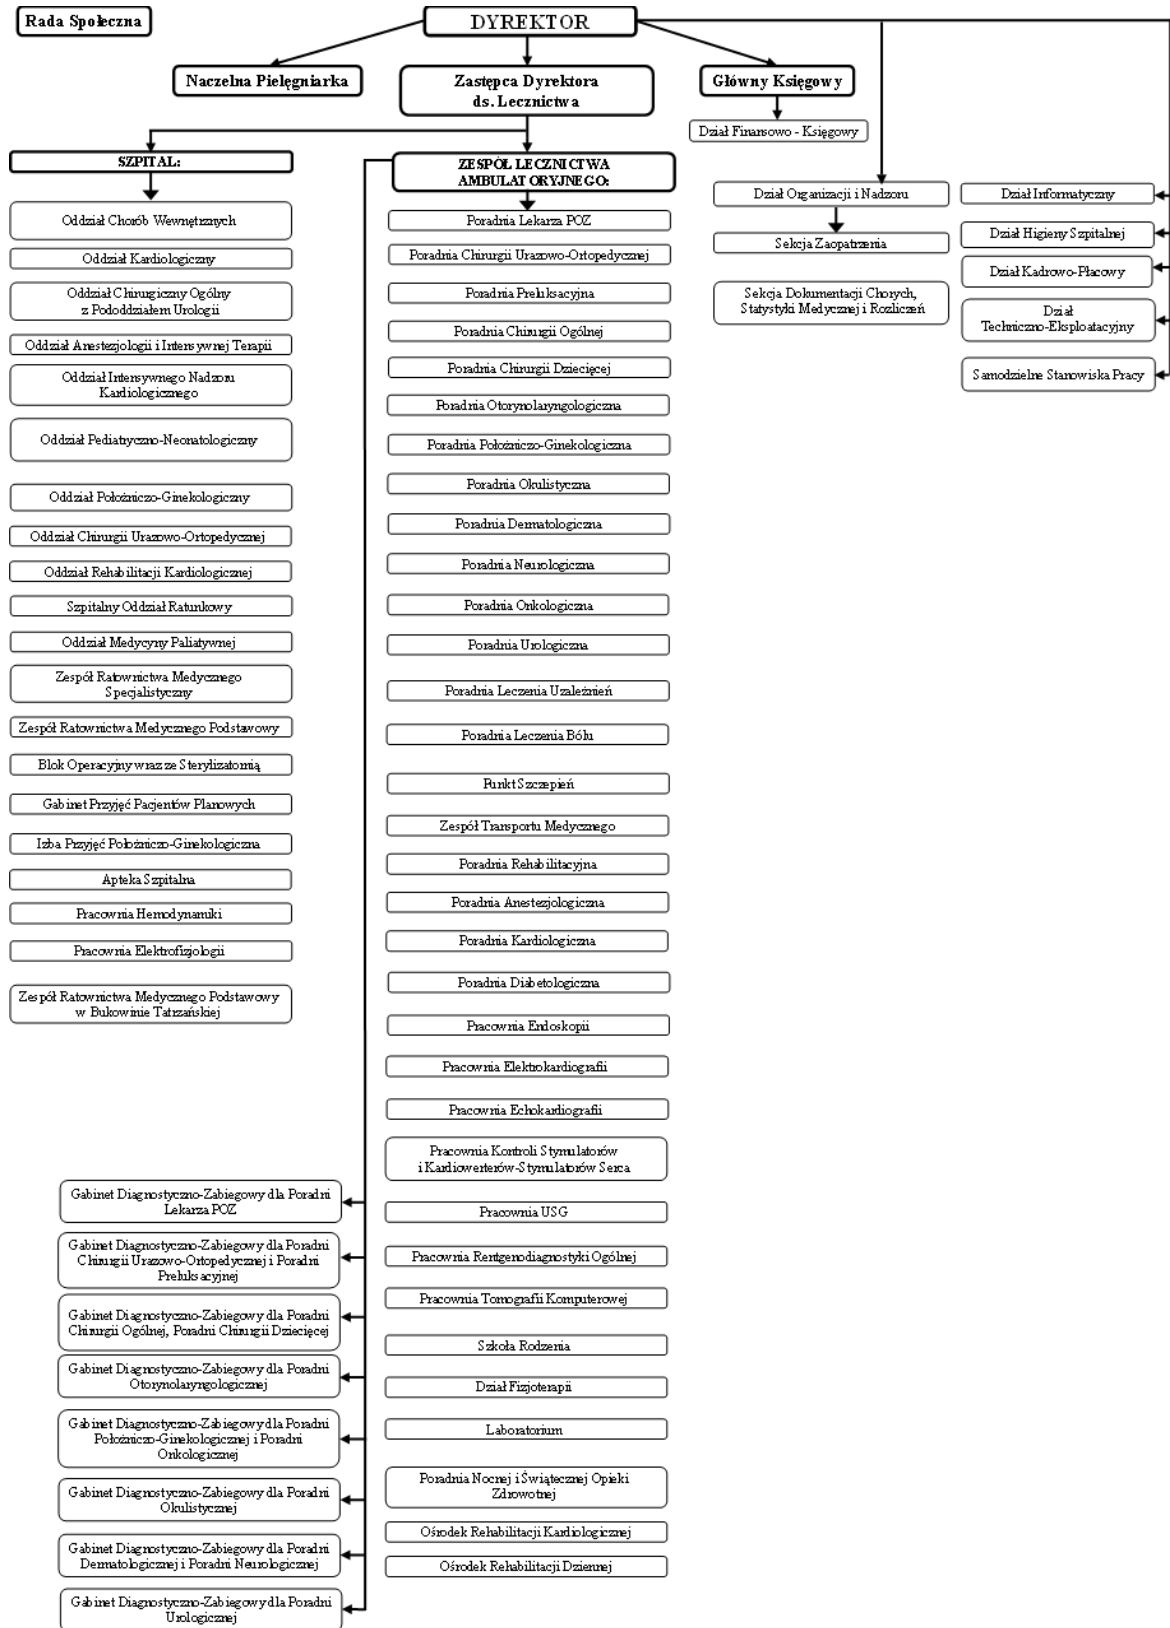 Rada Społeczna
DYREKTOR
Naczelna Pielęgniarka
Zastępca Dyrektora
ds. Lecznictwa
Główny Księgowy
Dział Finansowo - Księgowy
SZPITAL:
Oddział Chorób Wewnętrznych
Oddział Kardiologiczny
Oddział Chirurgiczny Ogólny
z Pododdziałem Urologii
Oddział Anestezjologii i Intensywnej Terapii
Oddział Intensywnego Nadzoru
Kardiologicznego
Oddział Pediatryczno-Neonatologiczny
Oddział Położniczo-Ginekologiczny
Oddział Chirurgii Urazowo-Ortopedycznej
Oddział Rehabilitacji Kardiologicznej
Szpitalny Oddział Ratunkowy
Oddział Medycyny Paliatywnej
Zespół Ratownictwa Medycznego
Specjalistyczny
Zespół Ratownictwa Medycznego Podstawowy
Blok Operacyjny wraz ze Sterylizatornią
Gabinet Przyjęć Pacjentów Planowych
Izba Przyjęć Położniczo-Ginekologiczna
Apteka Szpitalna
Pracownia Hemodynamiki
Pracownia Elektrofizjologii
Zespół Ratownictwa Medycznego Podstawowy
w Bukowinie Tatrzańskiej
ZESPÓŁ LECZNICTWA
AMBULATORYJNEGO:
Poradnia Lekarza POZ
Poradnia Chirurgii Urazowo-Ortopedycznej
Poradnia Preluksacyjna
Poradnia Chirurgii Ogólnej
Poradnia Chirurgii Dziecięcej
Poradnia Otorynolaryngologiczna
Poradnia Położniczo-Ginekologiczna
Poradnia Okulistyczna
Poradnia Dermatologiczna
Poradnia Neurologiczna
Poradnia Onkologiczna
Poradnia Urologiczna
Poradnia Leczenia Uzależnień
Poradnia Leczenia Bólu
Punkt Szczepień
Zespół Transportu Medycznego
Poradnia Rehabilitacyjna
Poradnia Anestezjologiczna
Poradnia Kardiologiczna
Poradnia Diabetologiczna
Pracownia Endoskopii
Pracownia Elektrokardiografii
Pracownia Echokardiografii
Pracownia Kontroli Stymulatorów
i Kardiowerterów-Stymulatorów Serca
Pracownia USG
Pracownia Rentgenodiagnostyki Ogólnej
Pracownia Tomografii Komputerowej
Szkoła Rodzenia
Dział Fizjoterapii
Laboratorium
Poradnia Nocnej i Świątecznej Opieki
Zdrowotnej
Ośrodek Rehabilitacji Kardiologicznej
Ośrodek Rehabilitacji Dziennej
Gabinet Diagnostyczno-Zabiegowy dla Poradni
Lekarza POZ
Gabinet Diagnostyczno-Zabiegowy dla Poradni
Chirurgii Urazowo-Ortopedycznej i Poradni
Preluksacyjnej
Gabinet Diagnostyczno-Zabiegowy dla Poradni
Chirurgii Ogólnej, Poradni Chirurgii Dziecięcej
Gabinet Diagnostyczno-Zabiegowy dla Poradni
Otorynolaryngologicznej
Gabinet Diagnostyczno-Zabiegowy dla Poradni
Położniczo-Ginekologicznej i Poradni
Onkologicznej
Gabinet Diagnostyczno-Zabiegowy dla Poradni
Okulistycznej
Gabinet Diagnostyczno-Zabiegowy dla Poradni
Dermatologicznej i Poradni Neurologicznej
Gabinet Diagnostyczno-Zabiegowy dla Poradni
Urologicznej
Dział Organizacji i Nadzoru
Sekcja Zaopatrzenia
Sekcja Dokumentacji Chorych,
Statystyki Medycznej i Rozliczeń
Dział Informatyczny
Dział Higieny Szpitalnej
Dział Kadrowo-Płacowy
Dział
Techniczno-Eksploatacyjny
Samodzielne Stanowiska Pracy